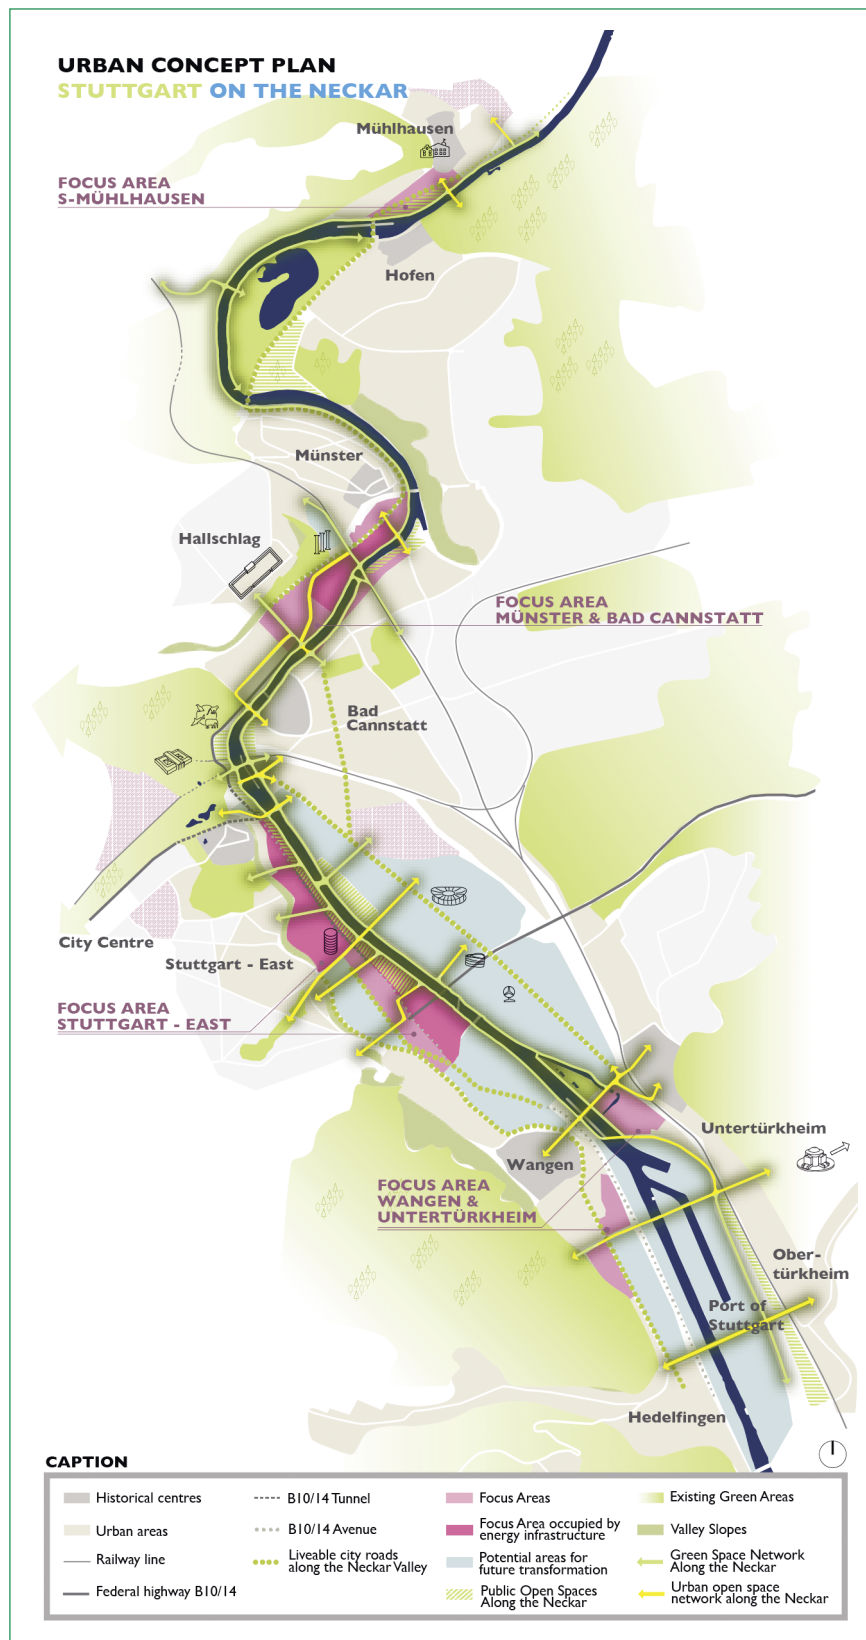 URBAN CONCEPT PLAN
STUTTGART ON THE NECKAR
Mühlhausen
FOCUS AREA
S-MÜHLHAUSEN
Hofen
Münster
Hallschlag
FOCUS AREA
MÜNSTER & BAD CANNSTATT
Bad
Cannstatt
City Centre
Stuttgart - East
FOCUS AREA
STUTTGART - EAST
Untertürkheim
Wangen
FOCUS AREA
WANGEN &
UNTERTÜRKHEIM
Ober-
türkheim
Port of
Stuttgart
Hedelfingen
CAPTION
Historical centres
Urban areas
Railway line
Federal highway B10/14
B10/14 Tunnel
B10/14 Avenue
Liveable city roads
along the Neckar Valley
Focus Areas
Focus Area occupied by
energy infrastructure
Potential areas for
future transformation
Public Open Spaces
Along the Neckar
Existing Green Areas
Valley Slopes
Green Space Network
Along the Neckar
Urban open space
network along the Neckar